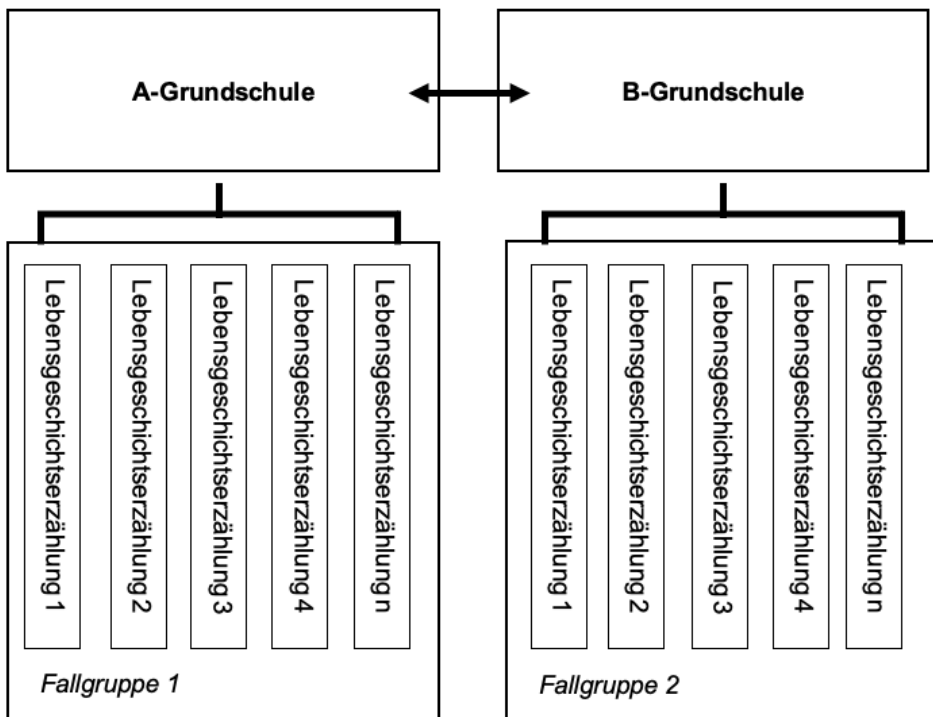 A-Grundschule
B-Grundschule
Lebensgeschichtserzählung 1
Lebensgeschichtserzählung 2
Lebensgeschichtserzählung 3
Lebensgeschichtserzählung 4
Lebensgeschichtserzählung n
Fallgruppe 1
Lebensgeschichtserzählung 1
Lebensgeschichtserzählung 2
Lebensgeschichtserzählung 3
Lebensgeschichtserzählung 4
Lebensgeschichtserzählung n
Fallgruppe 2